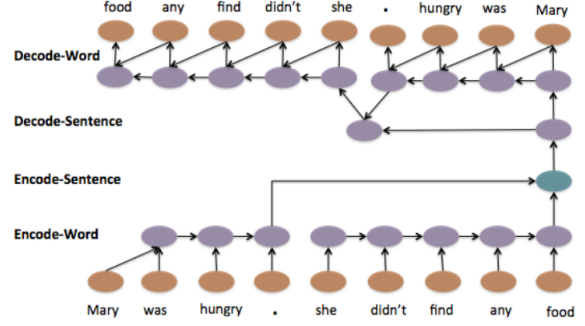 food any find didn't she . hungry was Mary
Decode-Word
Decode-Sentence
Encode-Sentence
Encode-Word
Mary was hungry . she didn't find any food